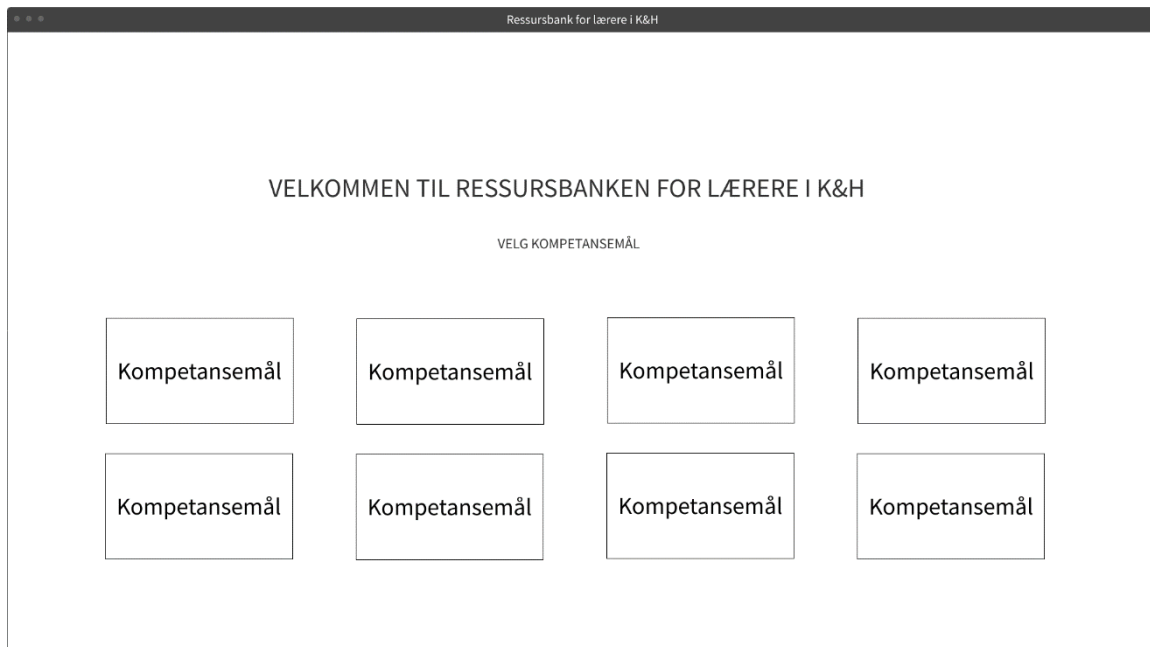 Ressursbank for lærere i K&H
VELKOMMEN TIL RESSURSBANKEN FOR LÆRERE I K&H
VELG KOMPETANSEMÅL
Kompetansemål Kompetansemål Kompetansemål Kompetansemål
Kompetansemål Kompetansemål Kompetansemål Kompetansemål